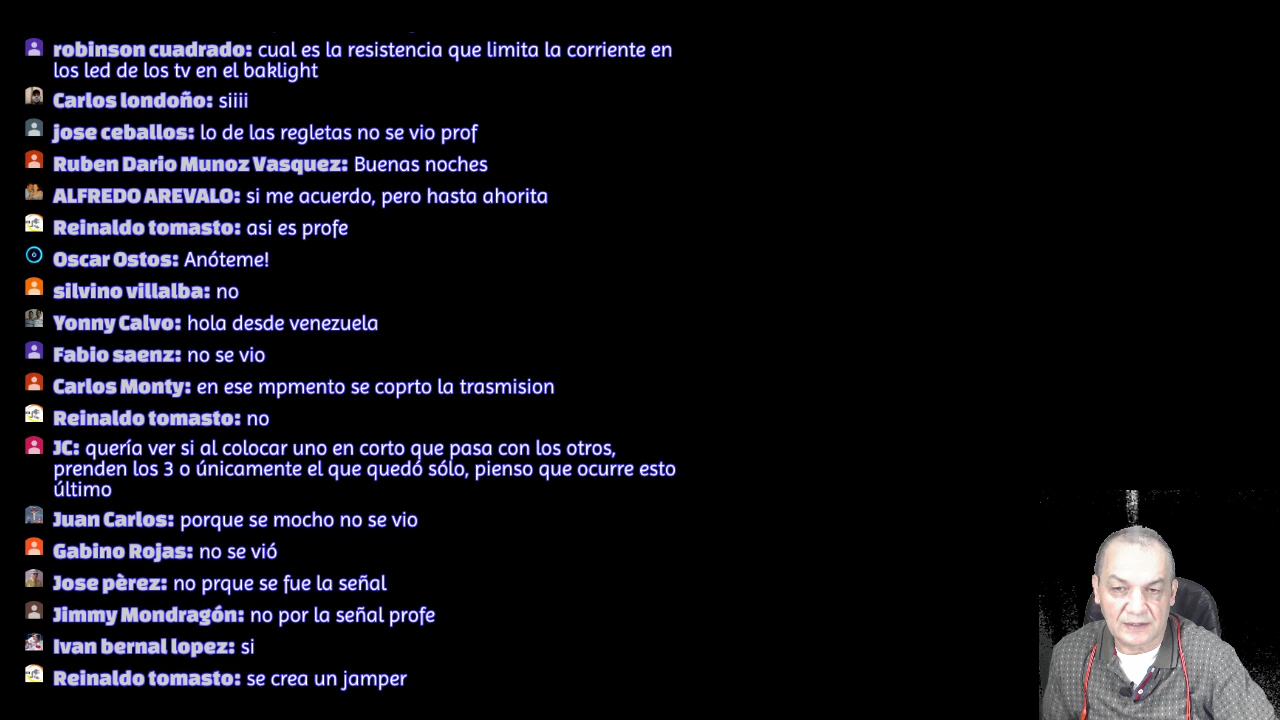 robinson cuadrado: cual es la resistencia que limita la corriente en
los led de los tv en el baklight
Carlos londoño: siiii
jose ceballos: lo de las regletas no se vio prof
Ruben Dario Munoz Vasquez: Buenas noches
ALFREDO AREVALO: si me acuerdo, pero hasta ahorita
Reinaldo tomasto: asi es profe
Oscar Ostos: Anóteme!
silvino villalba: no
Yonny Calvo: hola desde venezuela
Fabio saenz: no se vio
Carlos Monty: en ese mpmento se coprto la trasmision
Reinaldo tomasto: no
JC: quería ver si al colocar uno en corto que pasa con los otros,
prenden los 3 o únicamente el que quedó sólo, pienso que ocurre esto
último
Juan Carlos: porque se mocho no se vio
Gabino Rojas: no se vió
Jose pèrez: no prque se fue la señal
Jimmy Mondragón: no por la señal profe
Ivan bernal lopez: si
Reinaldo tomasto: se crea un jamper